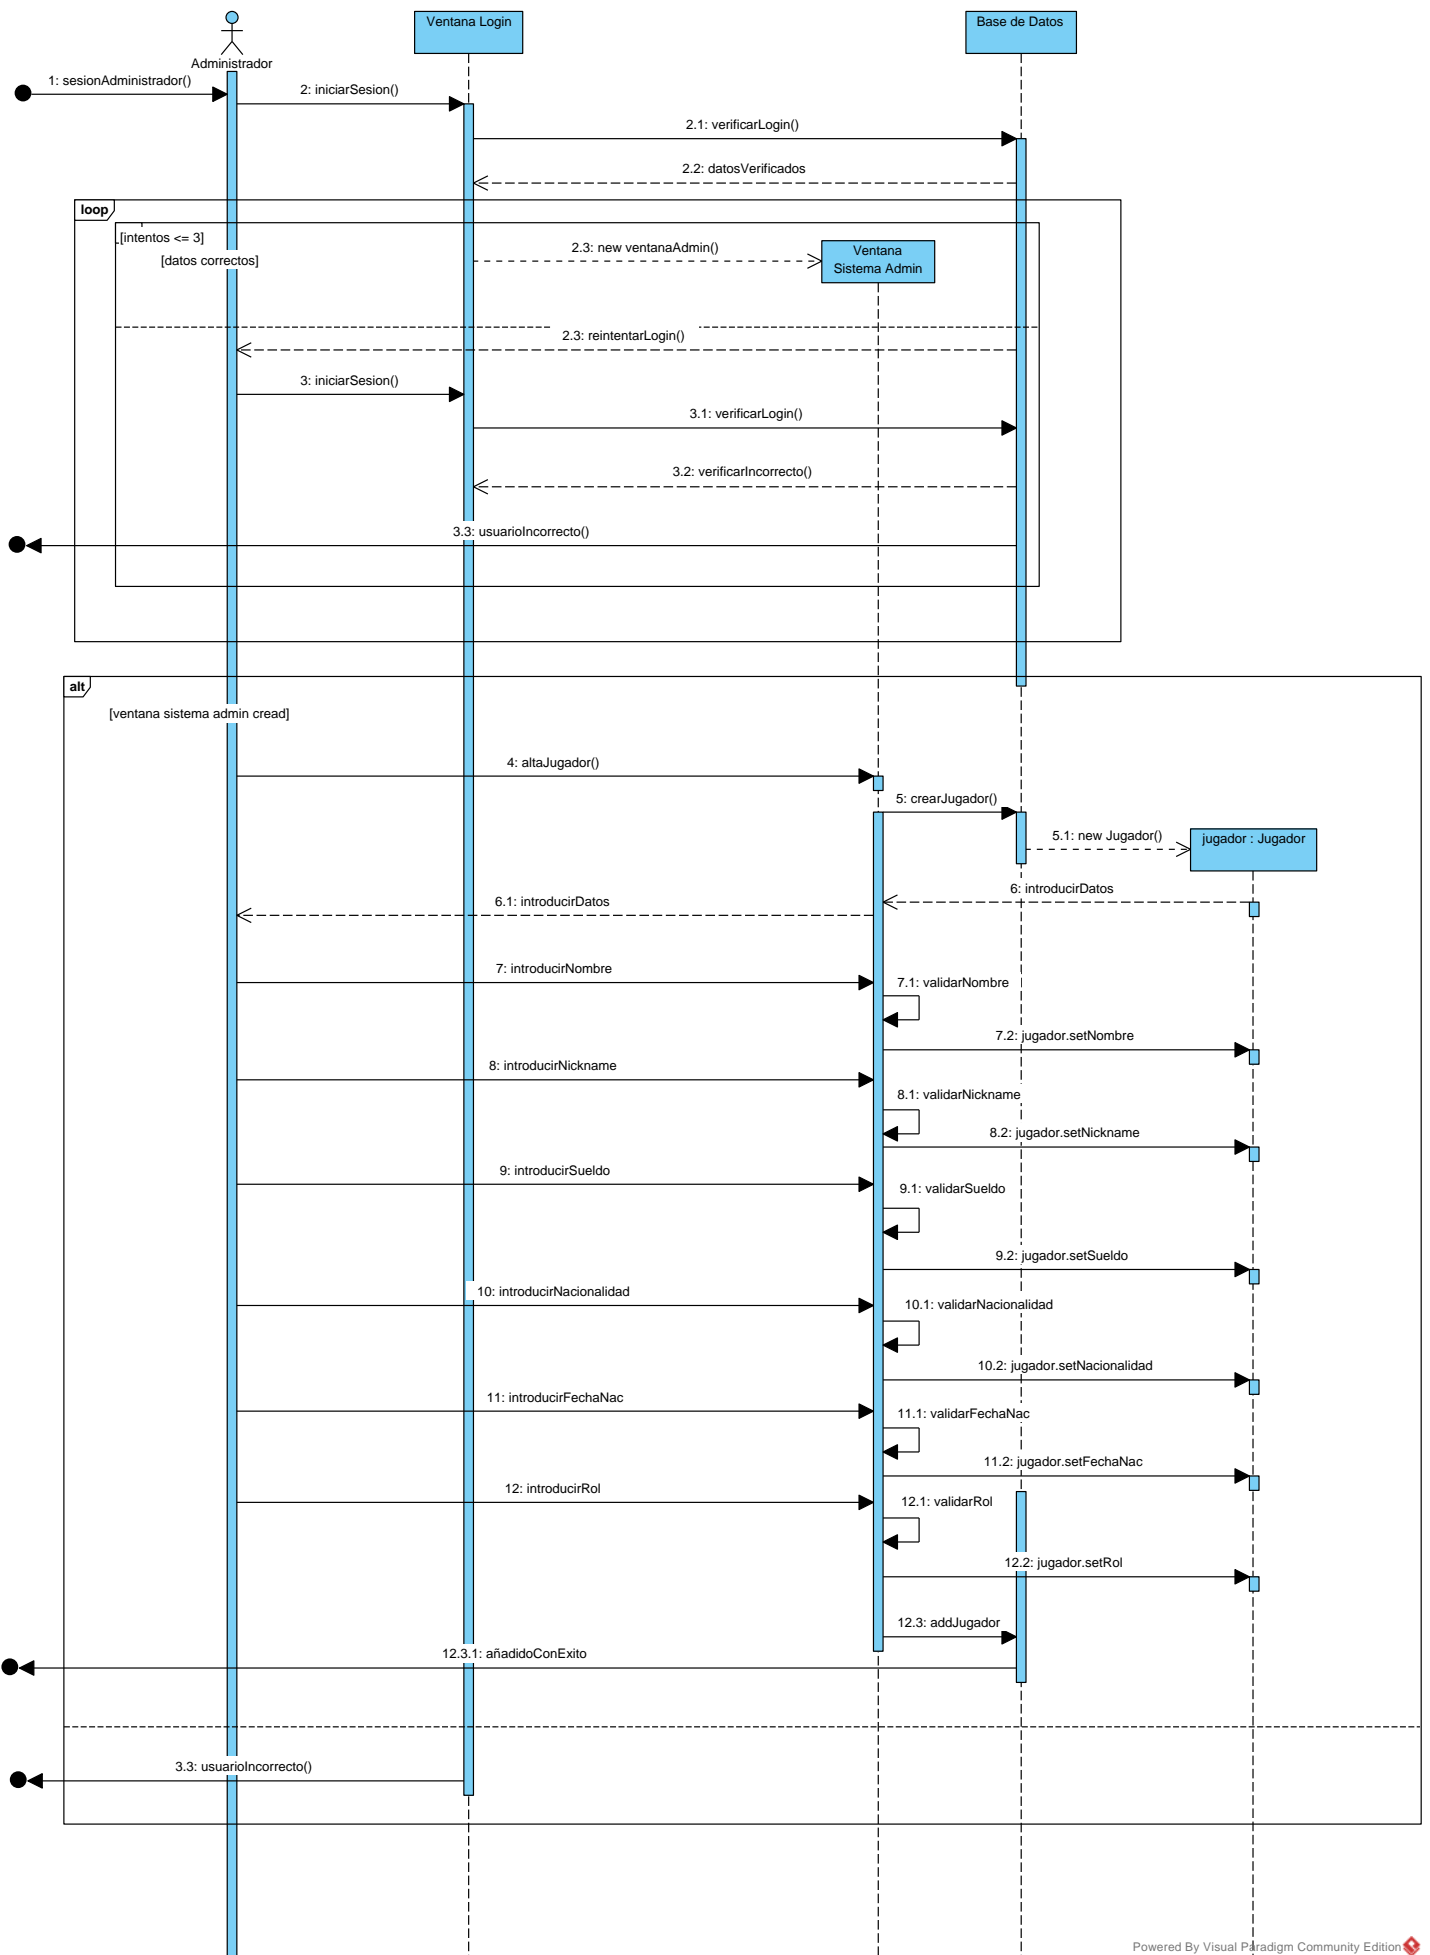 Ventana Login
Base de Datos
Administrador
1: sesionAdministrador()
2: iniciarSesion()
2.1: verificarLogin()
2.2: datosVerificados
loop
[intentos <= 3]
[datos correctos]
2.3: new ventanaAdmin()
Ventana
Sistema Admin
2.3: reintentarLogin()
3: iniciarSesion()
3.1: verificarLogin()
3.2: verificarIncorrecto()
3.3: usuarioIncorrecto()
alt
[ventana sistema admin cread]
4: altaJugador()
5: crearJugador()
5.1: new Jugador()
jugador : Jugador
6: introducirDatos
6.1: introducirDatos
7: introducirNombre
7.1: validarNombre
7.2: jugador.setNombre
8: introducirNickname
8.1: validarNickname
8.2: jugador.setNickname
9: introducirSueldo
9.1: validarSueldo
9.2: jugador.setSueldo
10: introducirNacionalidad
10.1: validarNacionalidad
10.2: jugador.setNacionalidad
11: introducirFechaNac
11.1: validarFechaNac
11.2: jugador.setFechaNac
12: introducirRol
12.1: validarRol
12.2: jugador.setRol
12.3: addJugador
12.3.1: añadidoConExito
3.3: usuarioIncorrecto()
Powered By Visual Paradigm Community Edition